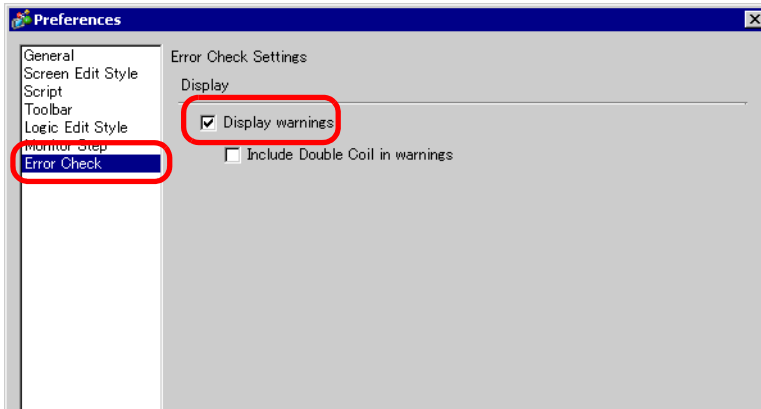 Preferences
General
Screen Edit Style
Script
Toolbar
Logic Edit Style
Monitor Step
Error Check
Error Check Settings
Display
Display warnings
Include Double Coil in warnings